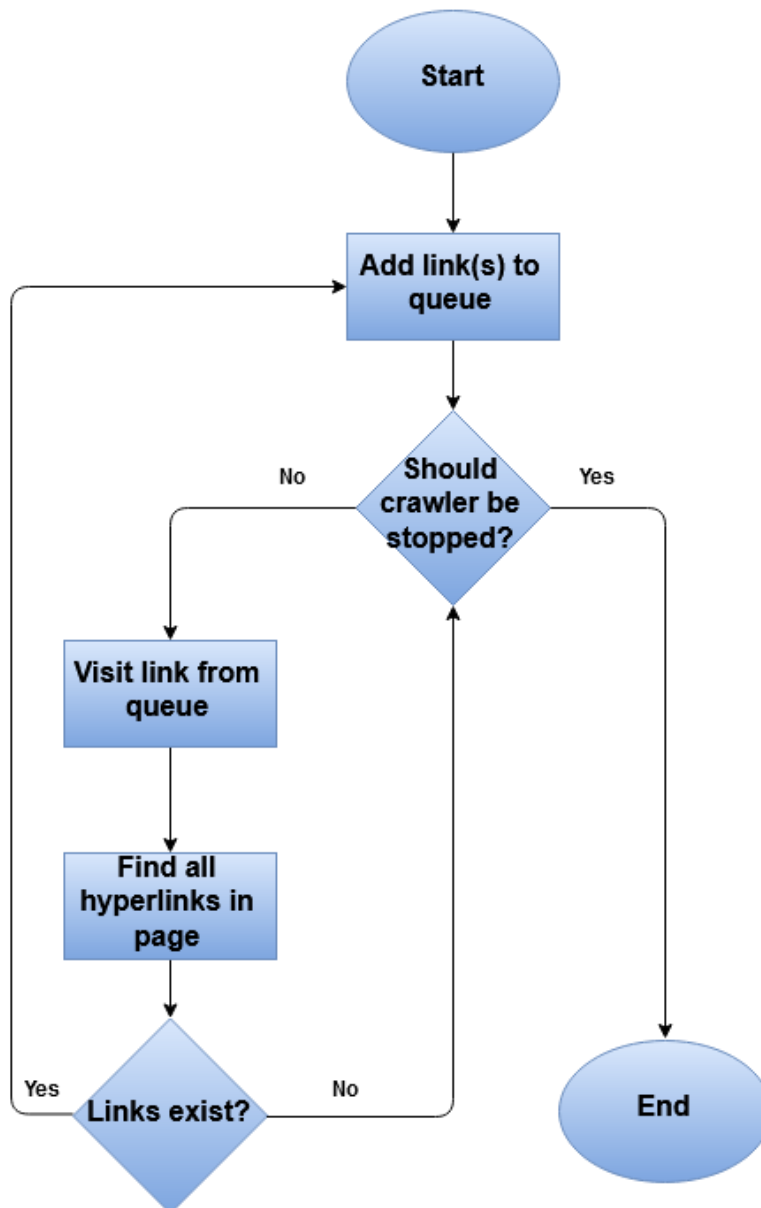 Start
Add link(s) to
queue
Should
crawler be
stopped?
No
Yes
Visit link from
queue
Find all
hyperlinks in
page
Links exist?
Yes
No
End